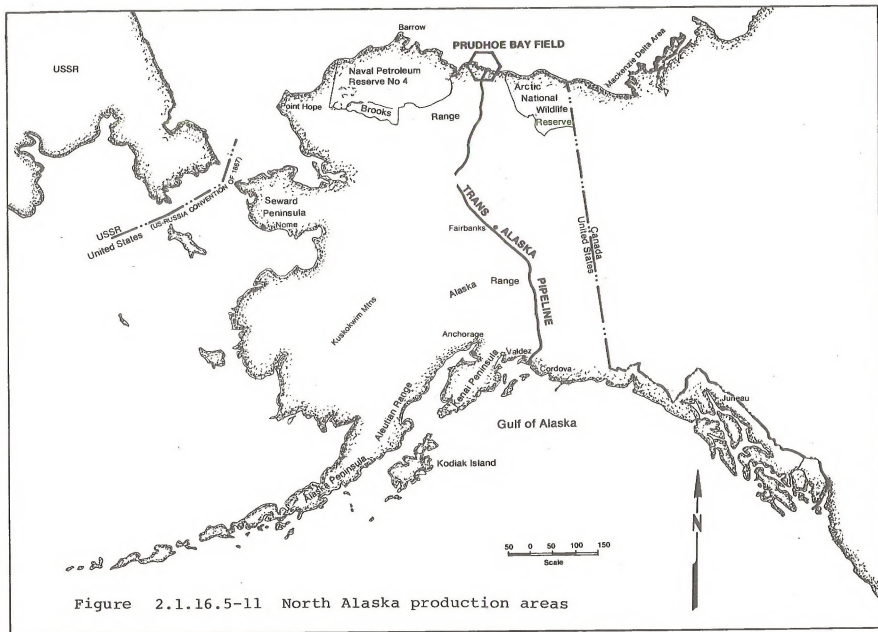 Barrow
PRUDHOE BAY FIELD
USSR
Mackenzie Delta Area
Naval Petroleum
Reserve No 4
Arctic
National
Wildlife
Reserve
Point Hope
Brooks
Range
Seward
Peninsula
Nome
USSR (US-RUSSIA CONVENTION OF 1867)
United States
TRANS
ALASKA
PIPELINE
Fairbanks
Canada
United States
Alaska
Range
Kuskokwim Mtns
Anchorage
Valdez
Cordova
Kenai Peninsula
Juneau
Aleutian Range
Gulf of Alaska
Alaska Peninsula
Kodiak Island
N
50 0 50 100 150
Scale
Figure 2.1.16.5-11 North Alaska production areas